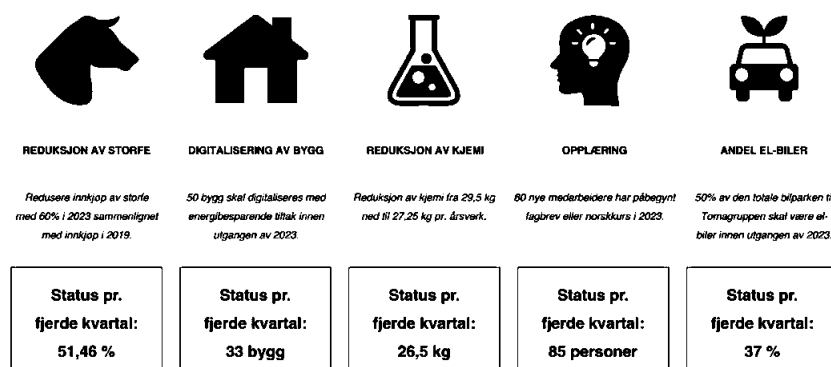 REDUKSJON AV STORFE
Redusere innkjøp av storfe
med 60% i 2023 sammenlignet
med innkjøp i 2019.
Status pr.
fjerde kvartal:
51,46 %
DIGITALISERING AV BYGG
50 bygg skal digitaliseres med
energibesparende tiltak innen
utgangen av 2023.
Status pr.
fjerde kvartal:
33 bygg
REDUKSJON AV KJEMI
Reduksjon av kjemi fra 29,5 kg
ned til 27,25 kg pr. årsverk.
Status pr.
fjerde kvartal:
26,5 kg
OPPLÆRING
80 nye medarbeidere har påbegynt
fagbrev eller norskkurs i 2023.
Status pr.
fjerde kvartal:
85 personer
ANDEL EL-BILER
50% av den totale bilparken til
Tomagruppen skal være el-
biler innen utgangen av 2023.
Status pr.
fjerde kvartal:
37 %